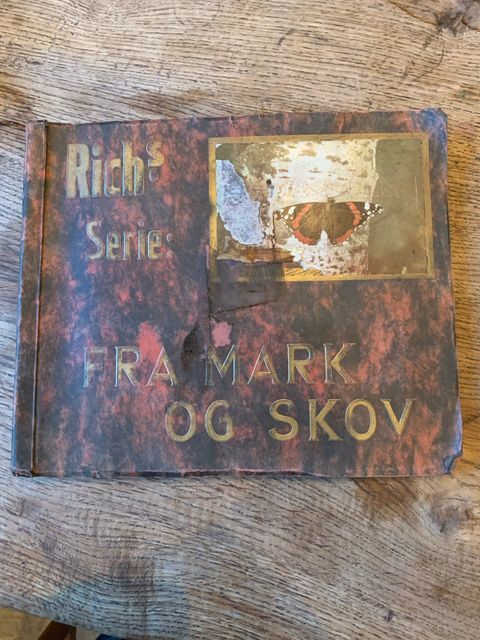 Richs
Serie:
FRA MARK
OG SKOV